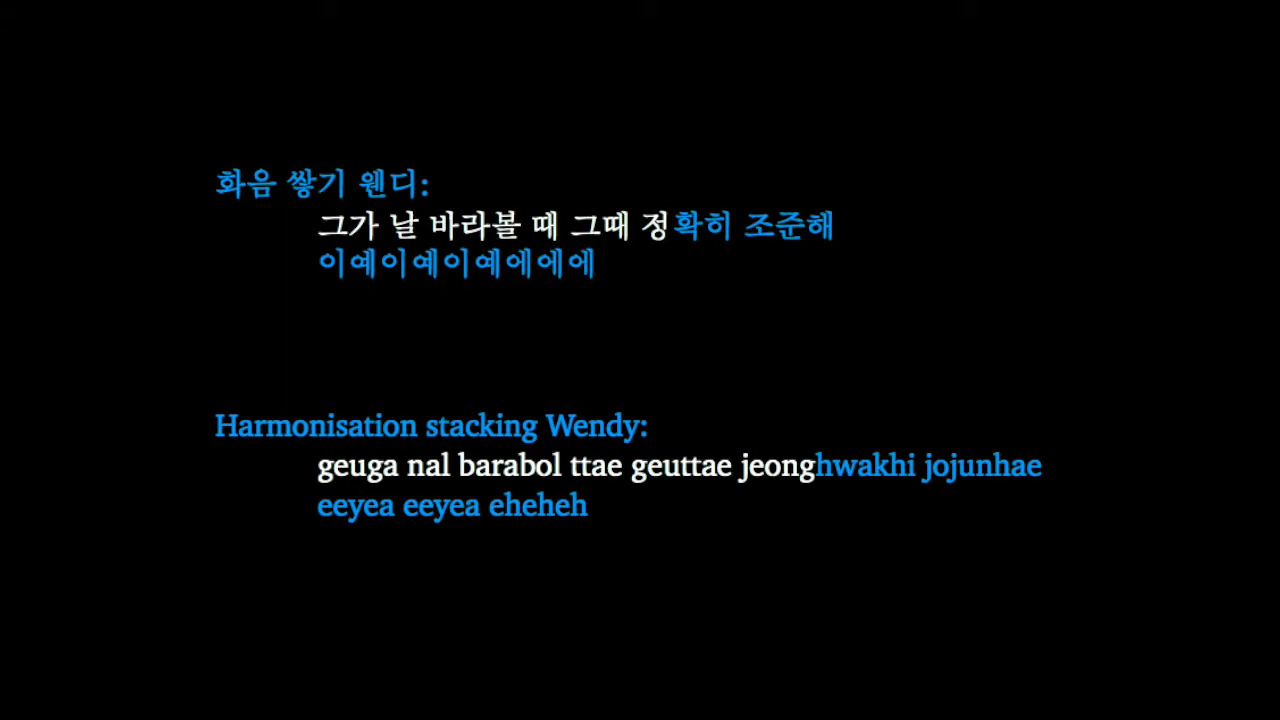 화음 쌓기 웬디:
그가 날 바라볼 때 그때 정확히 조준해
이예이예이예에에에
Harmonisation stacking Wendy:
geuga nal barabol ttae geuttae jeonghwakhi jojunhae
eeyea eeyea eheheh